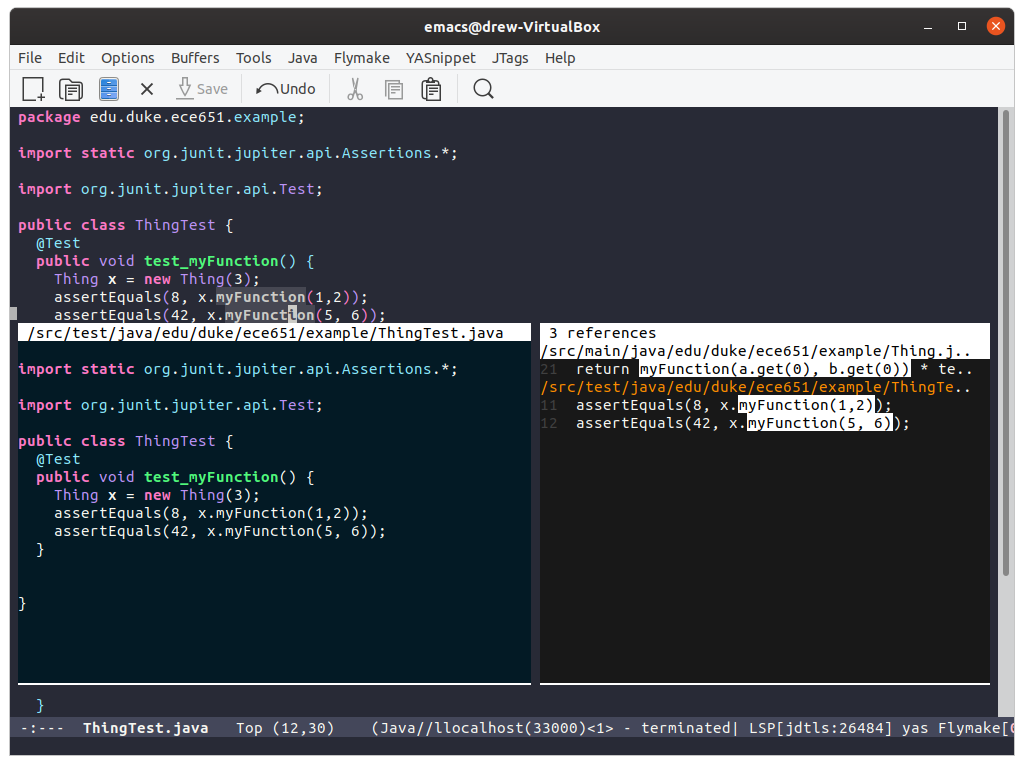 emacs@drew-VirtualBox
File Edit Options Buffers Tools Java Flymake YASnippet JTags Help
Save Undo
package edu.duke.ece651.example;
import static org.junit.jupiter.api.Assertions.*;
import org.junit.jupiter.api.Test;
public class ThingTest {
@Test
public void test_myFunction() {
Thing x = new Thing(3);
assertEquals(8, x.myFunction(1,2));
assertEquals(42, x.myFunction(5, 6));
/src/test/java/edu/duke/ece651/example/ThingTest.java
import static org.junit.jupiter.api.Assertions.*;
import org.junit.jupiter.api.Test;
public class ThingTest {
@Test
public void test_myFunction() {
Thing x = new Thing(3);
assertEquals(8, x.myFunction(1,2));
assertEquals(42, x.myFunction(5, 6));
}
}
3 references
/src/main/java/edu/duke/ece651/example/Thing.j..
21 return myFunction(a.get(0), b.get(0)) * te..
/src/test/java/edu/duke/ece651/example/ThingTe..
11 assertEquals(8, x.myFunction(1,2));
12 assertEquals(42, x.myFunction(5, 6));
}
-:--- ThingTest.java Top (12,30) (Java//localhost(33000)<1> - terminated| LSP[jdtls:26484] yas Flymake[